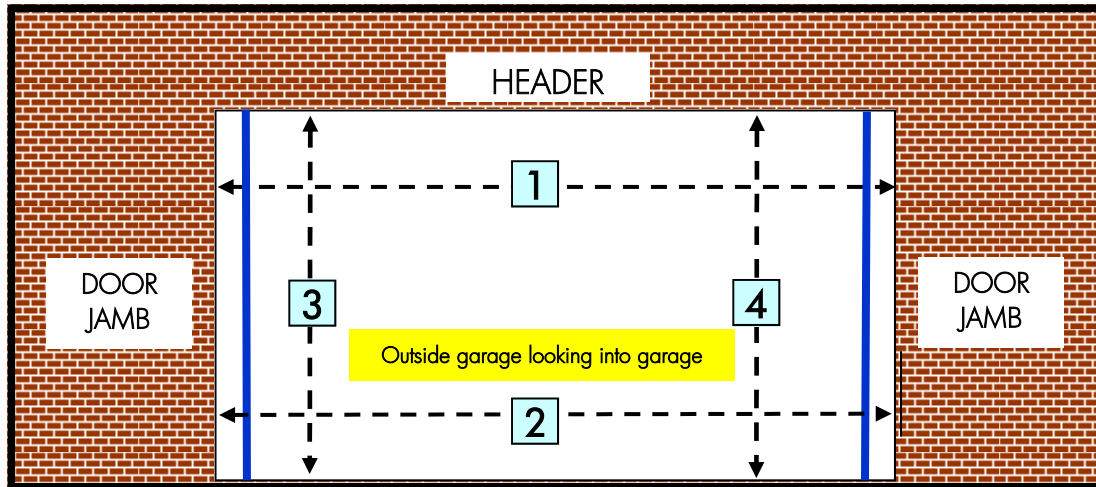 HEADER
1
DOOR
JAMB
3
4
DOOR
JAMB
Outside garage looking into garage
2